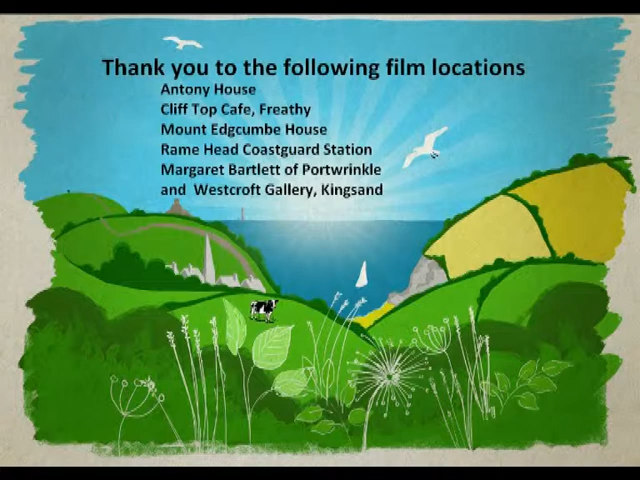 Thank you to the following film locations
Antony House
Cliff Top Cafe, Freathy
Mount Edgcumbe House
Rame Head Coastguard Station
Margaret Bartlett of Portwrinkle
and Westcroft Gallery, Kingsand